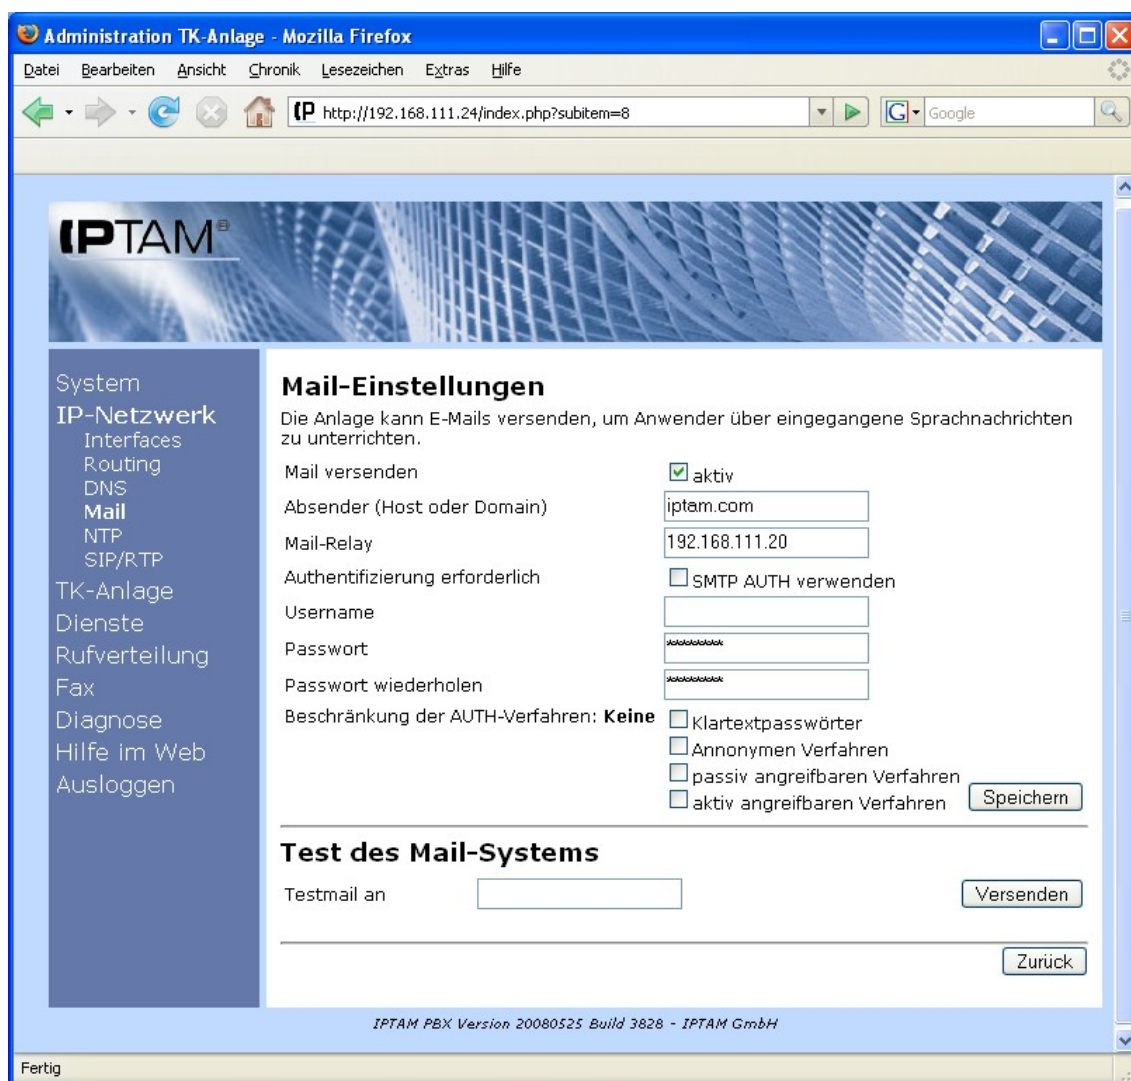 Administration TK-Anlage - Mozilla Firefox
Datei Bearbeiten Ansicht Chronik Lesezeichen Extras Hilfe
http://192.168.111.24/index.php?subitem=8
Google
IPTAM®
System
IP-Netzwerk
Interfaces
Routing
DNS
Mail
NTP
SIP/RTP
TK-Anlage
Dienste
Rufverteilung
Fax
Diagnose
Hilfe im Web
Ausloggen
Mail-Einstellungen
Die Anlage kann E-Mails versenden, um Anwender über eingegangene Sprachnachrichten
zu unterrichten.
Mail versenden aktiv
Absender (Host oder Domain) iptam.com
Mail-Relay 192.168.111.20
Authentifizierung erforderlich SMTP AUTH verwenden
Username
Passwort *********
Passwort wiederholen *********
Beschränkung der AUTH-Verfahren: Keine Klartextpasswörter
Annonymen Verfahren
passiv angreifbaren Verfahren
aktiv angreifbaren Verfahren Speichern
Test des Mail-Systems
Testmail an Versenden
Zurück
IPTAM PBX Version 20080525 Build 3828 - IPTAM GmbH
Fertig